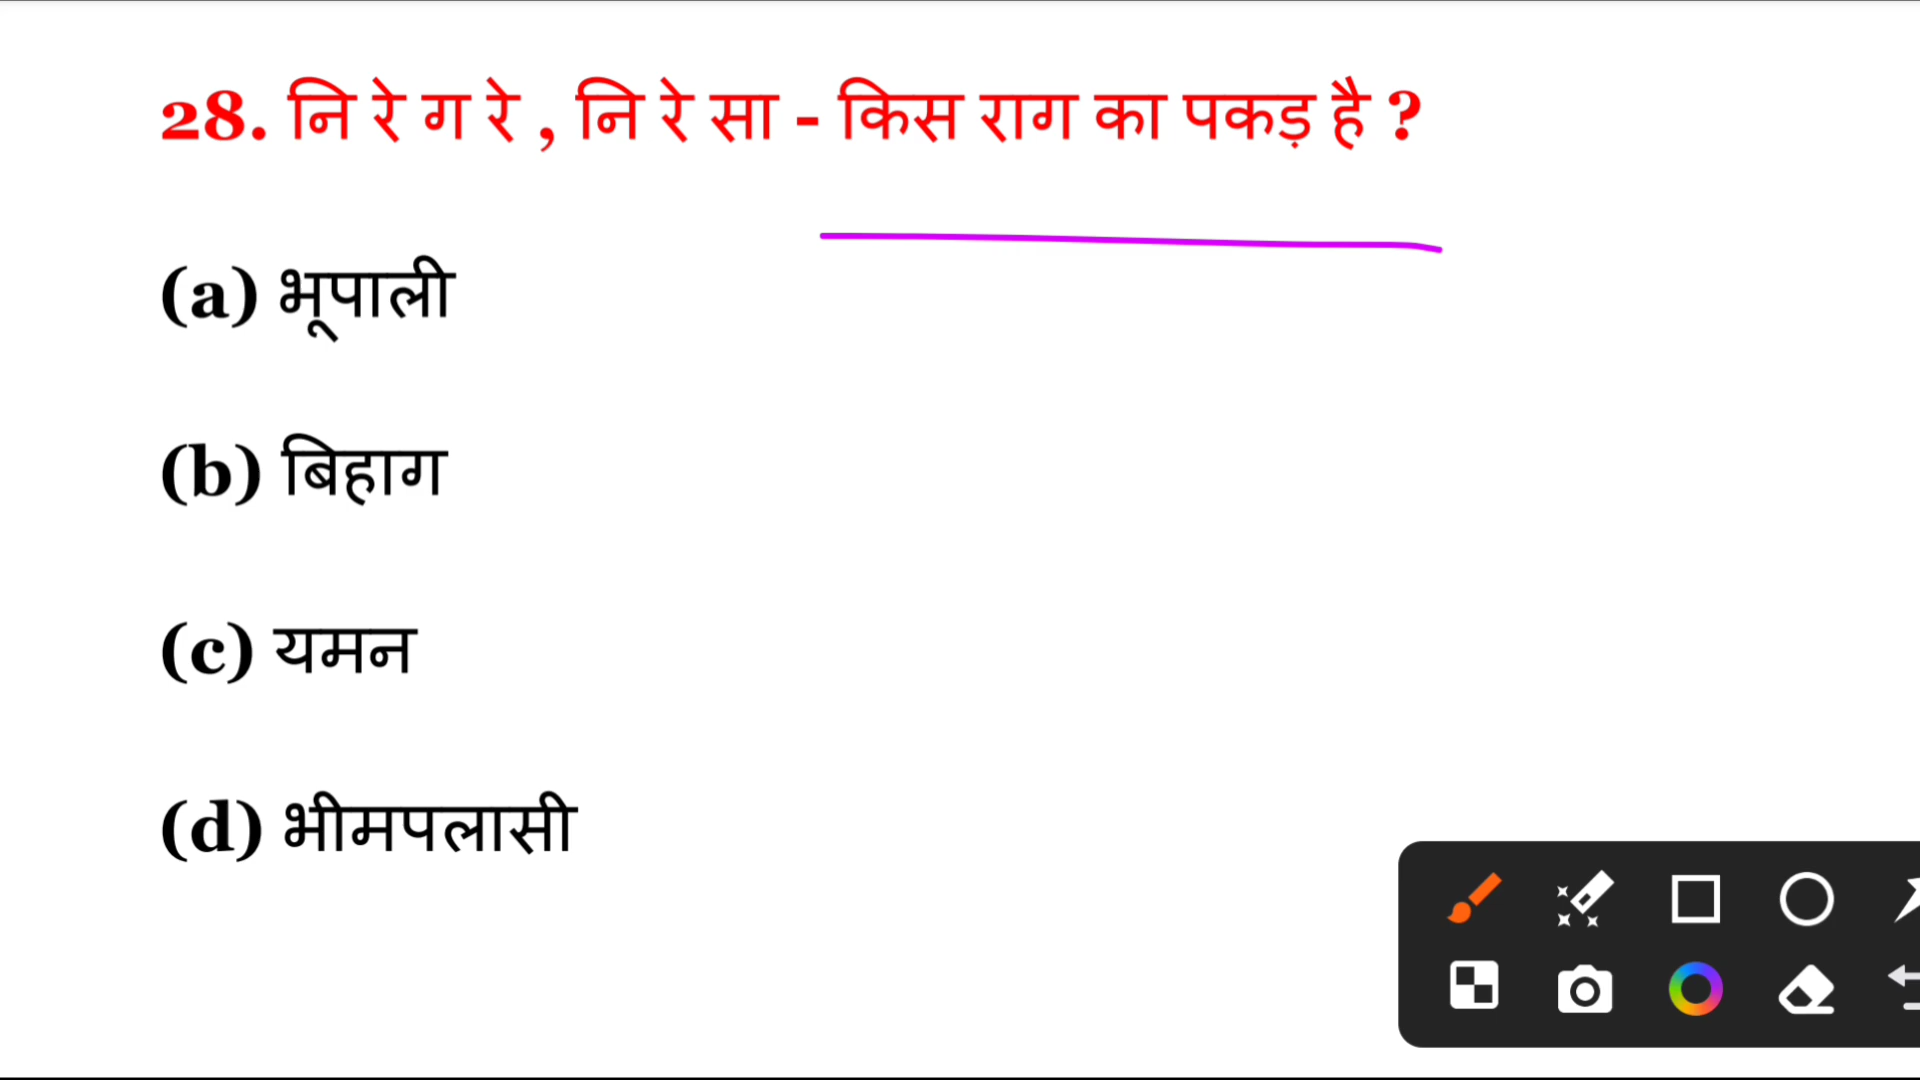 28. नि रे ग रे , नि रे सा - किस राग का पकड़ है ?
(a) भूपाली
(b) बिहाग
(c) यमन
(d) भीमपलासी